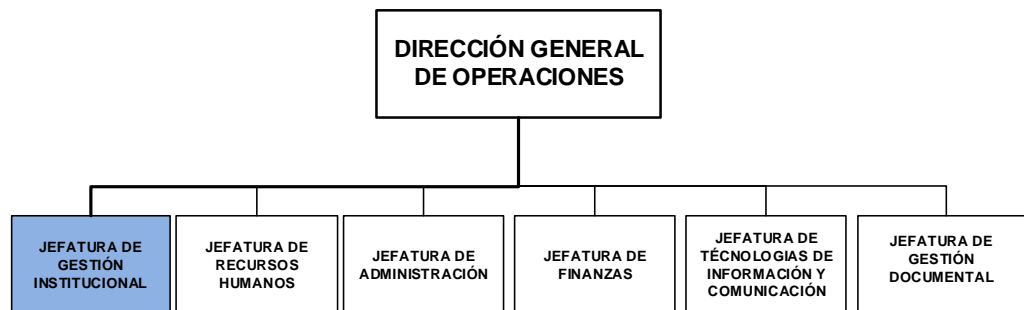 DIRECCIÓN GENERAL
DE OPERACIONES
JEFATURA DE
GESTIÓN
INSTITUCIONAL
JEFATURA DE
RECURSOS
HUMANOS
JEFATURA DE
ADMINISTRACIÓN
JEFATURA DE
FINANZAS
JEFATURA DE
TÉCNOLOGIAS DE
INFORMACIÓN Y
COMUNICACIÓN
JEFATURA DE
GESTIÓN
DOCUMENTAL